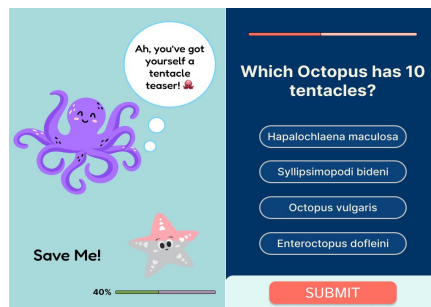 Ah, you've got
yourself a
tentacle
teaser! 🐙
Save Me!
40%
Which Octopus has 10
tentacles?
Hapalochlaena maculosa
Syllipsimopodi bideni
Octopus vulgaris
Enteroctopus dofleini
SUBMIT